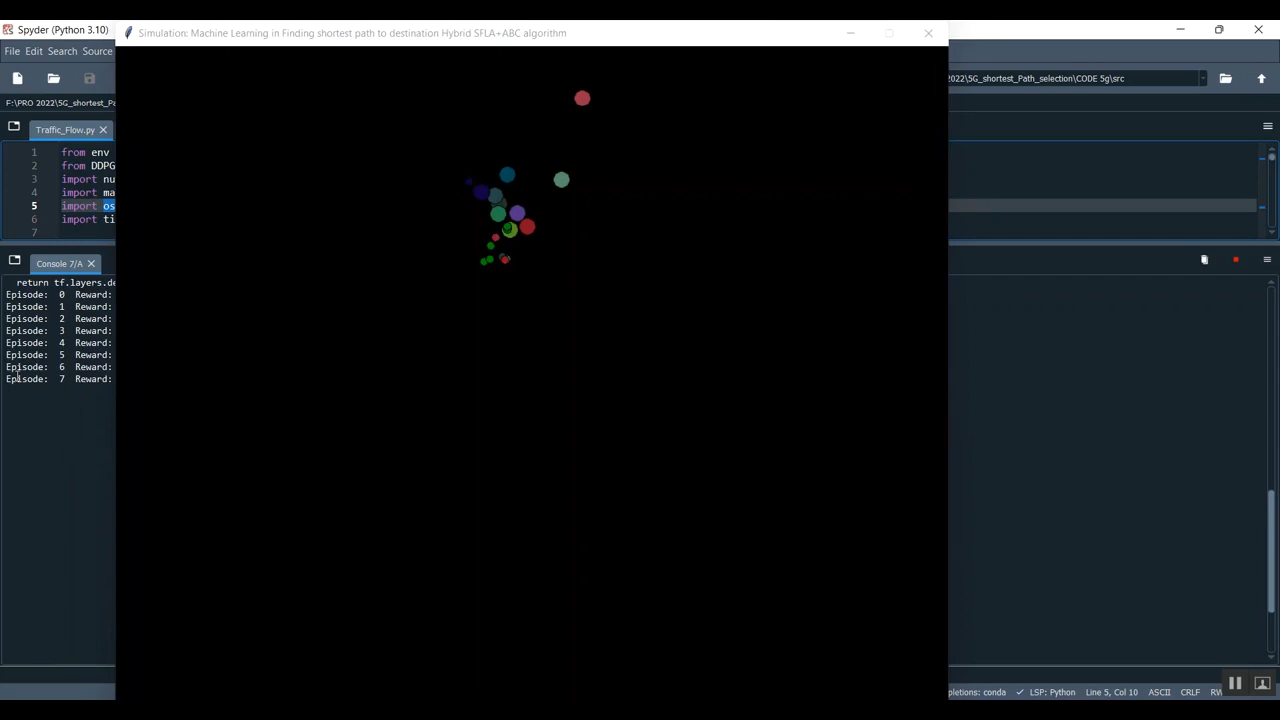 Spyder (Python 3.10)
Simulation: Machine Learning in Finding shortest path to destination Hybrid SFLA+ABC algorithm
File Edit Search Source
2022\5G_shortest_Path_selection\CODE 5g\src
F:\PRO 2022\5G_shortest_Pa
Traffic_Flow.py
1 from env
2 from DDPG
3 import nu
4 import ma
5 import os
6 import ti
7
Console 7/A
return tf.layers.de
Episode: 0 Reward:
Episode: 1 Reward:
Episode: 2 Reward:
Episode: 3 Reward:
Episode: 4 Reward:
Episode: 5 Reward:
Episode: 6 Reward:
Episode: 7 Reward:
pletions: conda ✓ LSP: Python Line 5, Col 10 ASCII CRLF RW